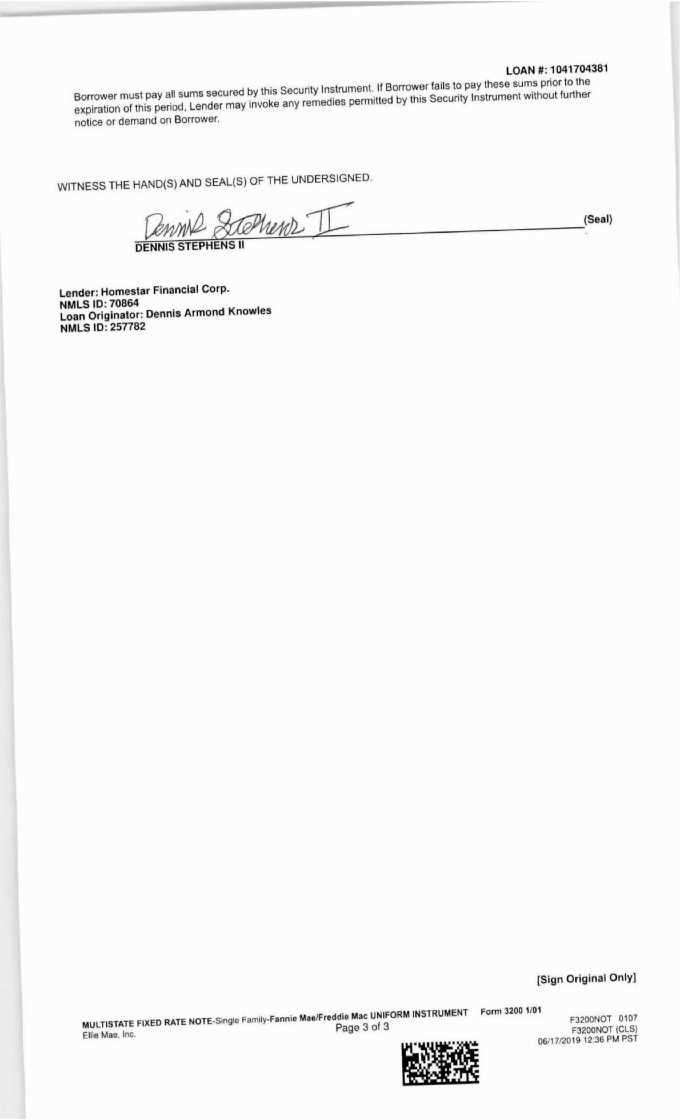 LOAN #: 1041704381
Borrower must pay all sums secured by this Security Instrument. If Borrower fails to pay these sums prior to the
expiration of this period, Lender may invoke any remedies permitted by this Security Instrument without further
notice or demand on Borrower.
WITNESS THE HAND(S) AND SEAL(S) OF THE UNDERSIGNED.
Dennis Stephens II
(Seal)
DENNIS STEPHENS II
Lender: Homestar Financial Corp.
NMLS ID: 70864
Loan Originator: Dennis Armond Knowles
NMLS ID: 257782
[Sign Original Only]
MULTISTATE FIXED RATE NOTE-Single Family-Fannie Mae/Freddie Mac UNIFORM INSTRUMENT Form 3200 1/01
Ellie Mae, Inc.
Page 3 of 3
F3200NOT 0107
F3200NOT (CLS)
06/17/2019 12:36 PM PST